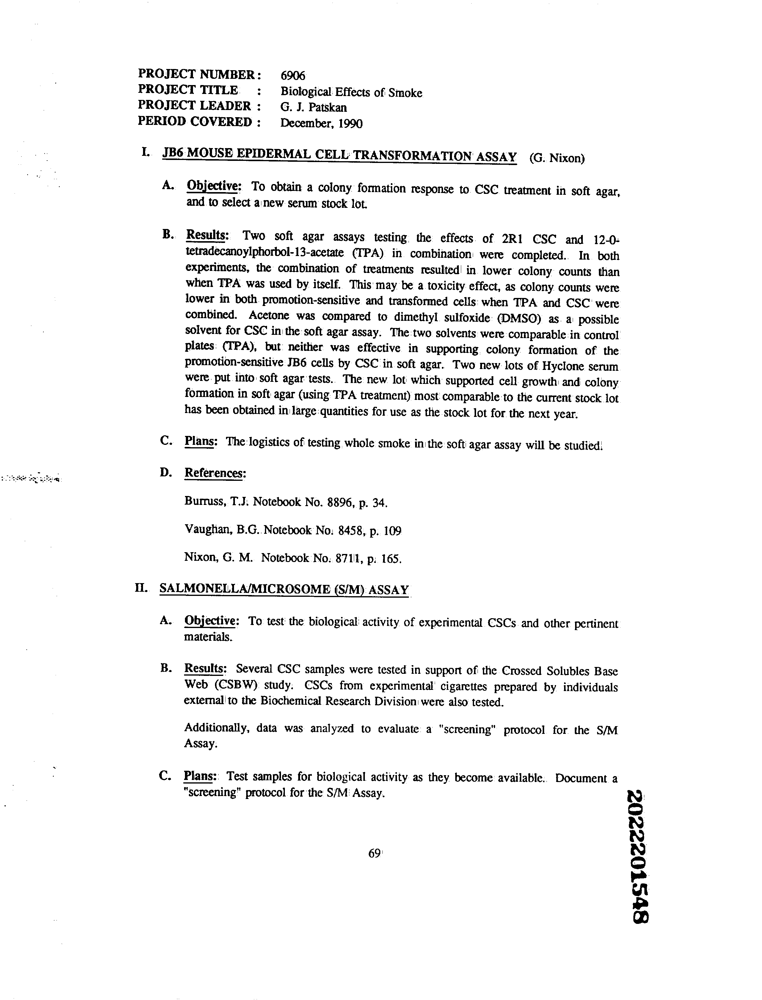 PROJECT NUMBER: 6906
PROJECT TITLE : Biological Effects of Smoke
PROJECT LEADER : G. J. Patskan
PERIOD COVERED : December, 1990
I. JB6 MOUSE EPIDERMAL CELL TRANSFORMATION ASSAY (G. Nixon)
A. Objective: To obtain a colony formation response to CSC treatment in soft agar,
and to select a new serum stock lot.
B. Results: Two soft agar assays testing the effects of 2R1 CSC and 12-0-
tetradecanoylphorbol-13-acetate (TPA) in combination were completed. In both
experiments, the combination of treatments resulted in lower colony counts than
when TPA was used by itself. This may be a toxicity effect, as colony counts were
lower in both promotion-sensitive and transformed cells when TPA and CSC were
combined. Acetone was compared to dimethyl sulfoxide (DMSO) as a possible
solvent for CSC in the soft agar assay. The two solvents were comparable in control
plates (TPA), but neither was effective in supporting colony formation of the
promotion-sensitive JB6 cells by CSC in soft agar. Two new lots of Hyclone serum
were put into soft agar tests. The new lot which supported cell growth and colony
formation in soft agar (using TPA treatment) most comparable to the current stock lot
has been obtained in large quantities for use as the stock lot for the next year.
C. Plans: The logistics of testing whole smoke in the soft agar assay will be studied.
D. References:
Burruss, T.J. Notebook No. 8896, p. 34.
Vaughan, B.G. Notebook No. 8458, p. 109
Nixon, G. M. Notebook No. 8711, p. 165.
II. SALMONELLA/MICROSOME (S/M) ASSAY
A. Objective: To test the biological activity of experimental CSCs and other pertinent
materials.
B. Results: Several CSC samples were tested in support of the Crossed Solubles Base
Web (CSBW) study. CSCs from experimental cigarettes prepared by individuals
external to the Biochemical Research Division were also tested.
Additionally, data was analyzed to evaluate a "screening" protocol for the S/M
Assay.
C. Plans: Test samples for biological activity as they become available. Document a
"screening" protocol for the S/M Assay.
69
2022201548